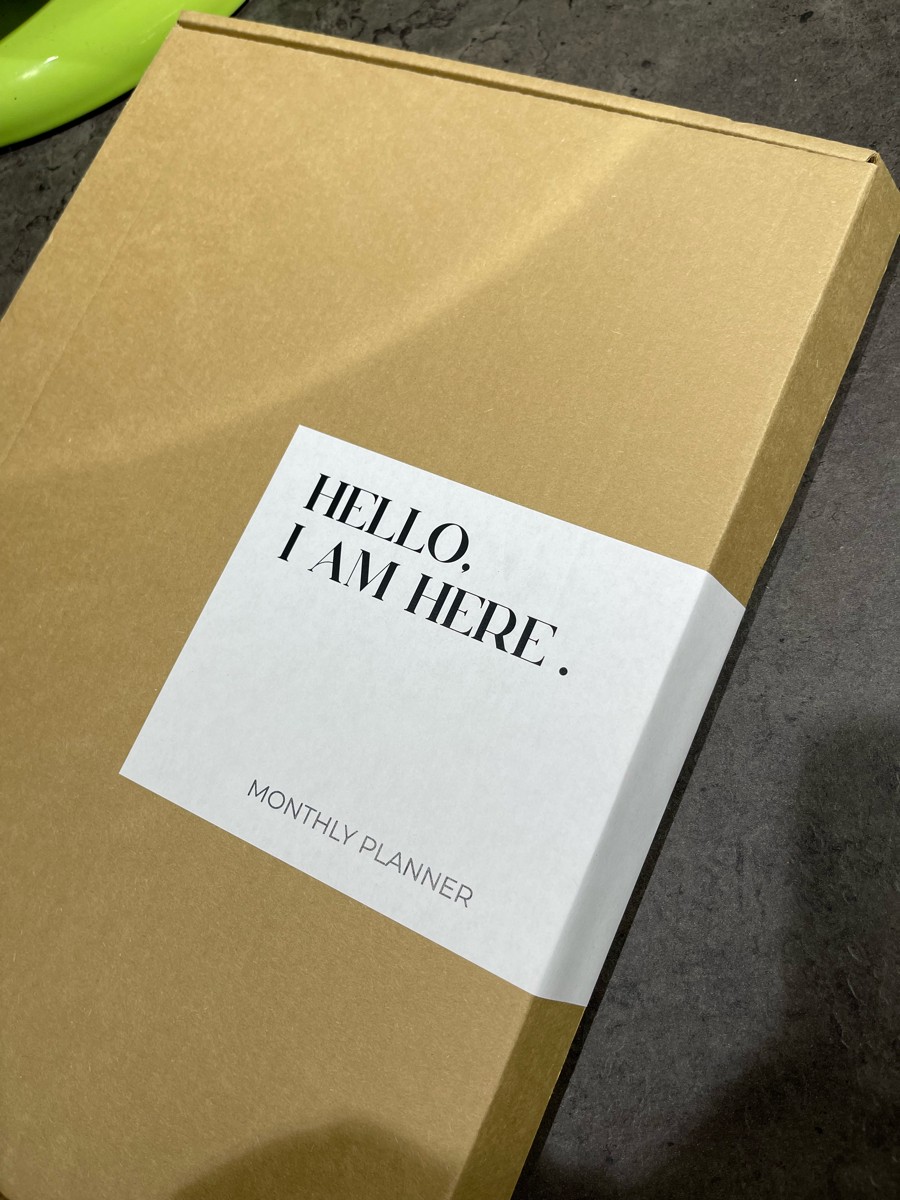 HELLO,
I AM HERE .
MONTHLY PLANNER